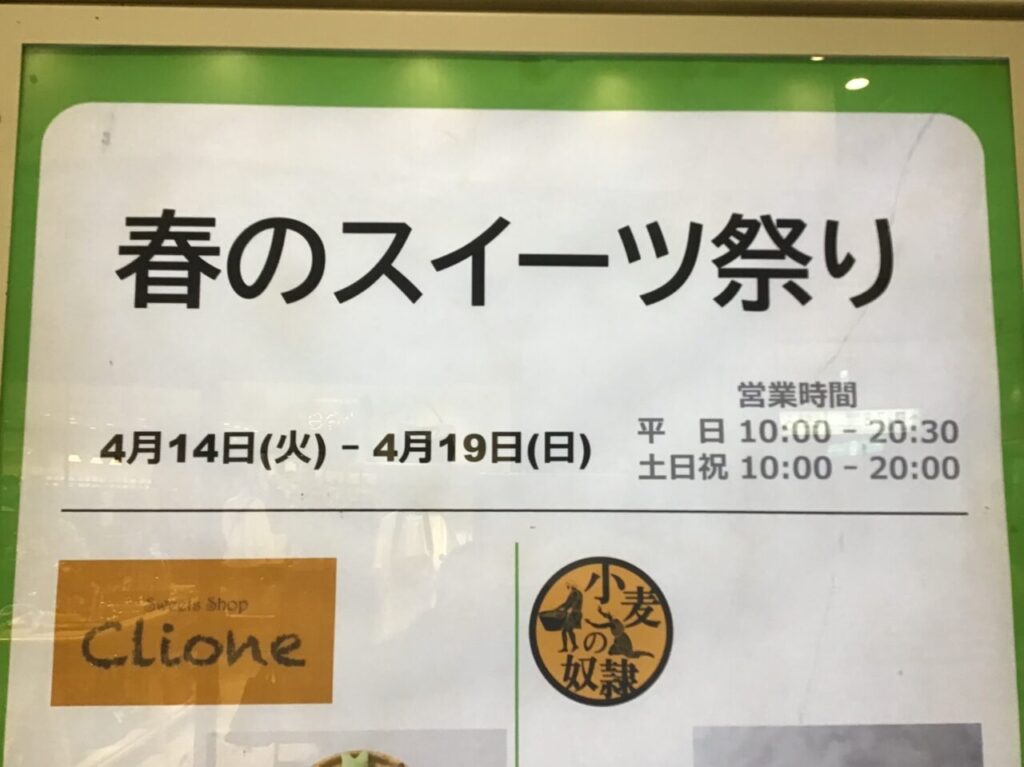 春のスイーツ祭り
4月14日(火) - 4月19日(日)
営業時間
平　日 10:00 - 20:30
土日祝 10:00 - 20:00
Sweets Shop
Clione
小麦の奴隷